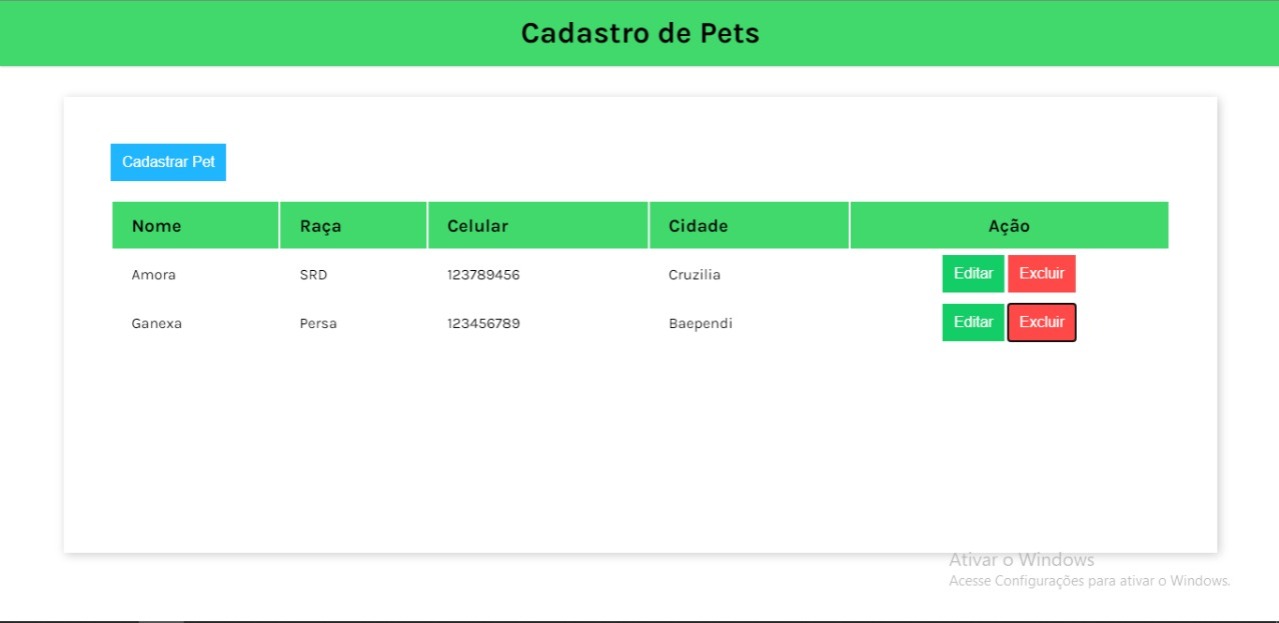 Cadastro de Pets
Cadastrar Pet
Nome Raça Celular Cidade Ação
Amora SRD 123789456 Cruzilia Editar Excluir
Ganexa Persa 123456789 Baependi Editar Excluir
Ativar o Windows
Acesse Configurações para ativar o Windows.